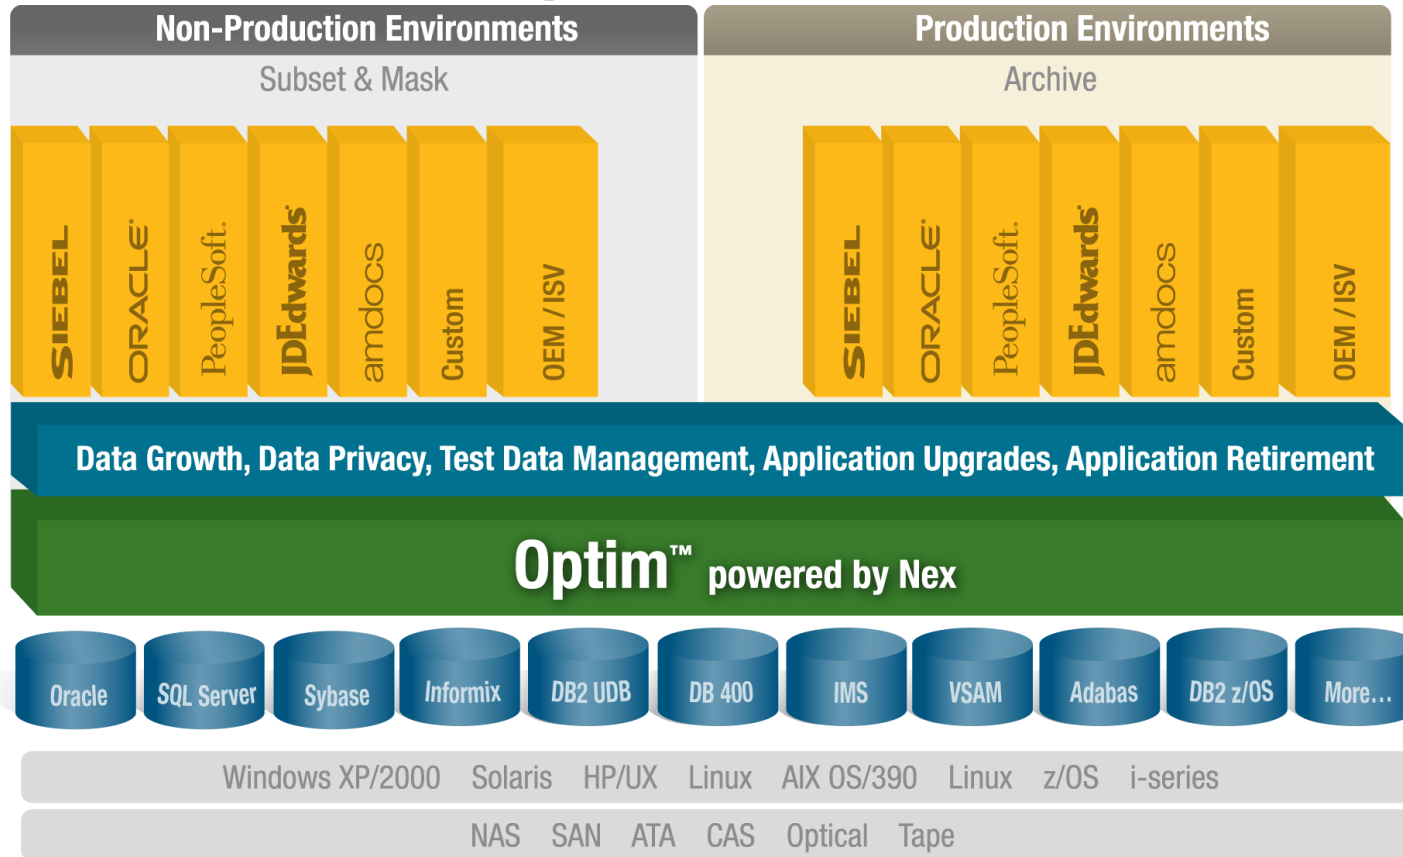 Non-Production Environments
Subset & Mask
SIEBEL
ORACLE®
PeopleSoft.
JDEdwards®
amdocs
Custom
OEM / ISV
Production Environments
Archive
SIEBEL
ORACLE®
PeopleSoft.
JDEdwards®
amdocs
Custom
OEM / ISV
Data Growth, Data Privacy, Test Data Management, Application Upgrades, Application Retirement
Optim™ powered by Nex
Oracle SQL Server Sybase Informix DB2 UDB DB 400 IMS VSAM Adabas DB2 z/OS More...
Windows XP/2000 Solaris HP/UX Linux AIX OS/390 Linux z/OS i-series
NAS SAN ATA CAS Optical Tape